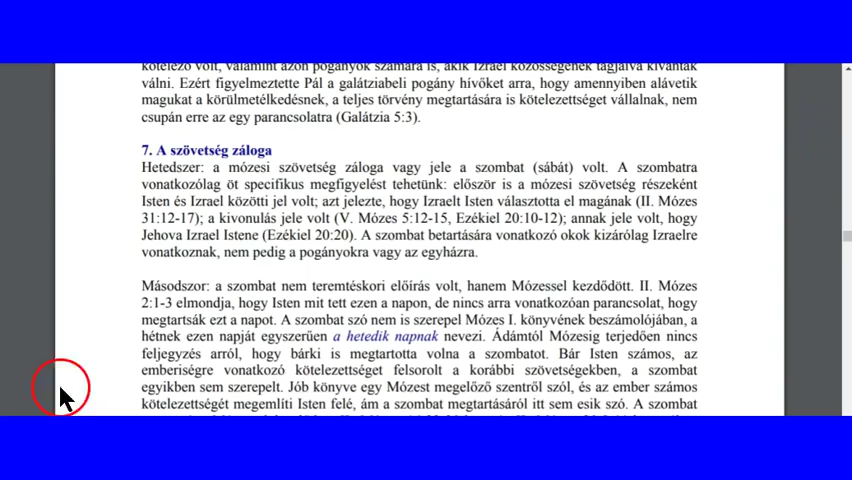 kötelező volt, valamint azon pogányok számára is, akik Izrael közösségének tagjaivá kívántak
válni. Ezért figyelmeztette Pál a galátziabeli pogány hívőket arra, hogy amennyiben alávetik
magukat a körülmetélkedésnek, a teljes törvény megtartására is kötelezettséget vállalnak, nem
csupán erre az egy parancsolatra (Galátzia 5:3).
7. A szövetség záloga
Hetedszer: a mózesi szövetség záloga vagy jele a szombat (sábát) volt. A szombatra
vonatkozólag öt specifikus megfigyelést tehetünk: először is a mózesi szövetség részeként
Isten és Izrael közötti jel volt; azt jelezte, hogy Izraelt Isten választotta el magának (II. Mózes
31:12-17); a kivonulás jele volt (V. Mózes 5:12-15, Ezékiel 20:10-12); annak jele volt, hogy
Jehova Izrael Istene (Ezékiel 20:20). A szombat betartására vonatkozó okok kizárólag Izraelre
vonatkoznak, nem pedig a pogányokra vagy az egyházra.
Másodszor: a szombat nem teremtéskori előírás volt, hanem Mózessel kezdődött. II. Mózes
2:1-3 elmondja, hogy Isten mit tett ezen a napon, de nincs arra vonatkozóan parancsolat, hogy
megtartsák ezt a napot. A szombat szó nem is szerepel Mózes I. könyvének beszámolójában, a
hétnek ezen napját egyszerűen a hetedik napnak nevezi. Ádámtól Mózesig terjedően nincs
feljegyzés arról, hogy bárki is megtartotta volna a szombatot. Bár Isten számos, az
emberiségre vonatkozó kötelezettséget felsorolt a korábbi szövetségekben, a szombat
egyikben sem szerepelt. Jób könyve egy Mózest megelőző szentről szól, és az ember számos
kötelezettségét megemlíti Isten felé, ám a szombat megtartásáról itt sem esik szó. A szombat